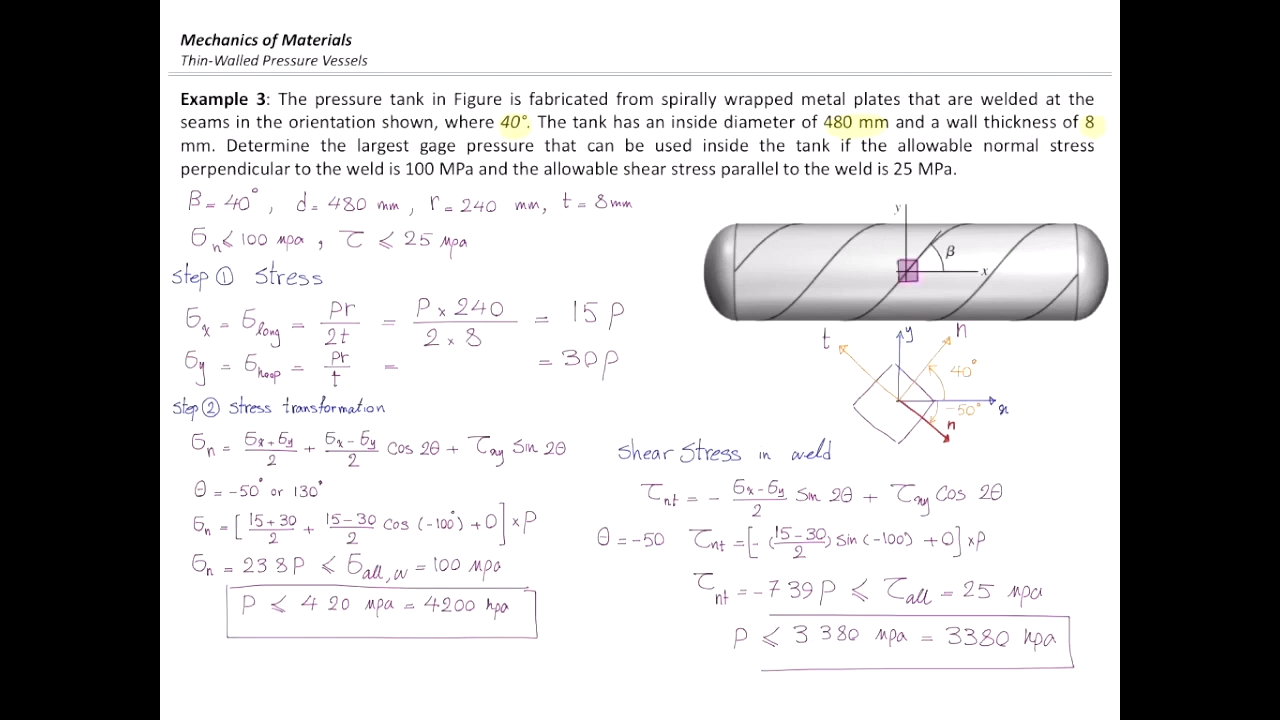 Mechanics of Materials
Thin-Walled Pressure Vessels
Example 3: The pressure tank in Figure is fabricated from spirally wrapped metal plates that are welded at the
seams in the orientation shown, where 40°. The tank has an inside diameter of 480 mm and a wall thickness of 8
mm. Determine the largest gage pressure that can be used inside the tank if the allowable normal stress
perpendicular to the weld is 100 MPa and the allowable shear stress parallel to the weld is 25 MPa.
β = 40°, d = 480 mm, r = 240 mm, t = 8mm
σn ≤ 100 mpa, τ ≤ 25 Mpa
Step ① Stress
σx = σlong = Pr/2t = P × 240/2 × 8 = 15 P
σy = σhoop = Pr/t = = 30P
Step ② Stress transformation
σn = σx + σy/2 + σx - σy/2 cos 2θ + τxy Sin 2θ
θ = -50° or 130°
σn = [15 + 30/2 + 15 - 30/2 cos (-100°) + 0] × P
σn = 23 8P ≤ σall, w = 100 mpa
P ≤ 4 20 mpa = 4200 hpa
y
β
x
t
y
n
40°
-50°
x
n
Shear Stress in weld
τnt = - σx - σy/2 Sin 2θ + τxy Cos 2θ
θ = -50 τnt = [- (15 - 30/2) sin (-100) + 0] × P
τnt = - 7 39 P ≤ τall = 25 mpa
P ≤ 3 380 mpa = 3380 hpa